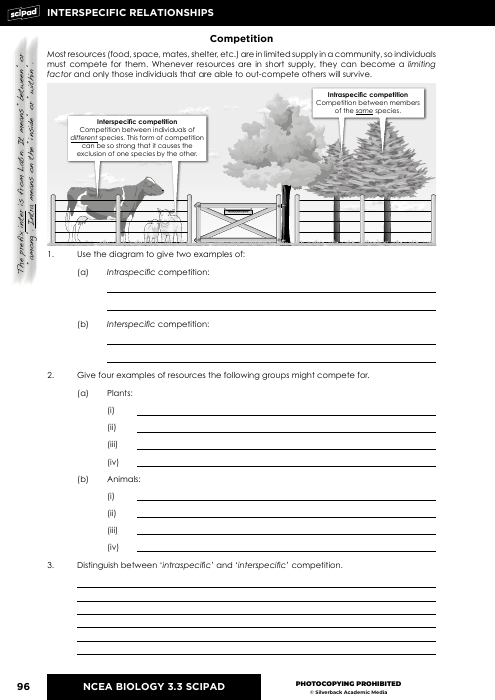 scipad
INTERSPECIFIC RELATIONSHIPS
The prefix inter is from Latin. It means 'between' or
'among'. Intra means on the 'inside' or 'within'.
Competition
Most resources (food, space, mates, shelter, etc.) are in limited supply in a community, so individuals
must compete for them. Whenever resources are in short supply, they can become a limiting
factor and only those individuals that are able to out-compete others will survive.
Intraspecific competition
Competition between members
of the same species.
Interspecific competition
Competition between individuals of
different species. This form of competition
can be so strong that it causes the
exclusion of one species by the other.
1. Use the diagram to give two examples of:
(a) Intraspecific competition:
(b) Interspecific competition:
2. Give four examples of resources the following groups might compete for.
(a) Plants:
(i)
(ii)
(iii)
(iv)
(b) Animals:
(i)
(ii)
(iii)
(iv)
3. Distinguish between 'intraspecific' and 'interspecific' competition.
96
NCEA BIOLOGY 3.3 SCIPAD
PHOTOCOPYING PROHIBITED
© Silverback Academic Media